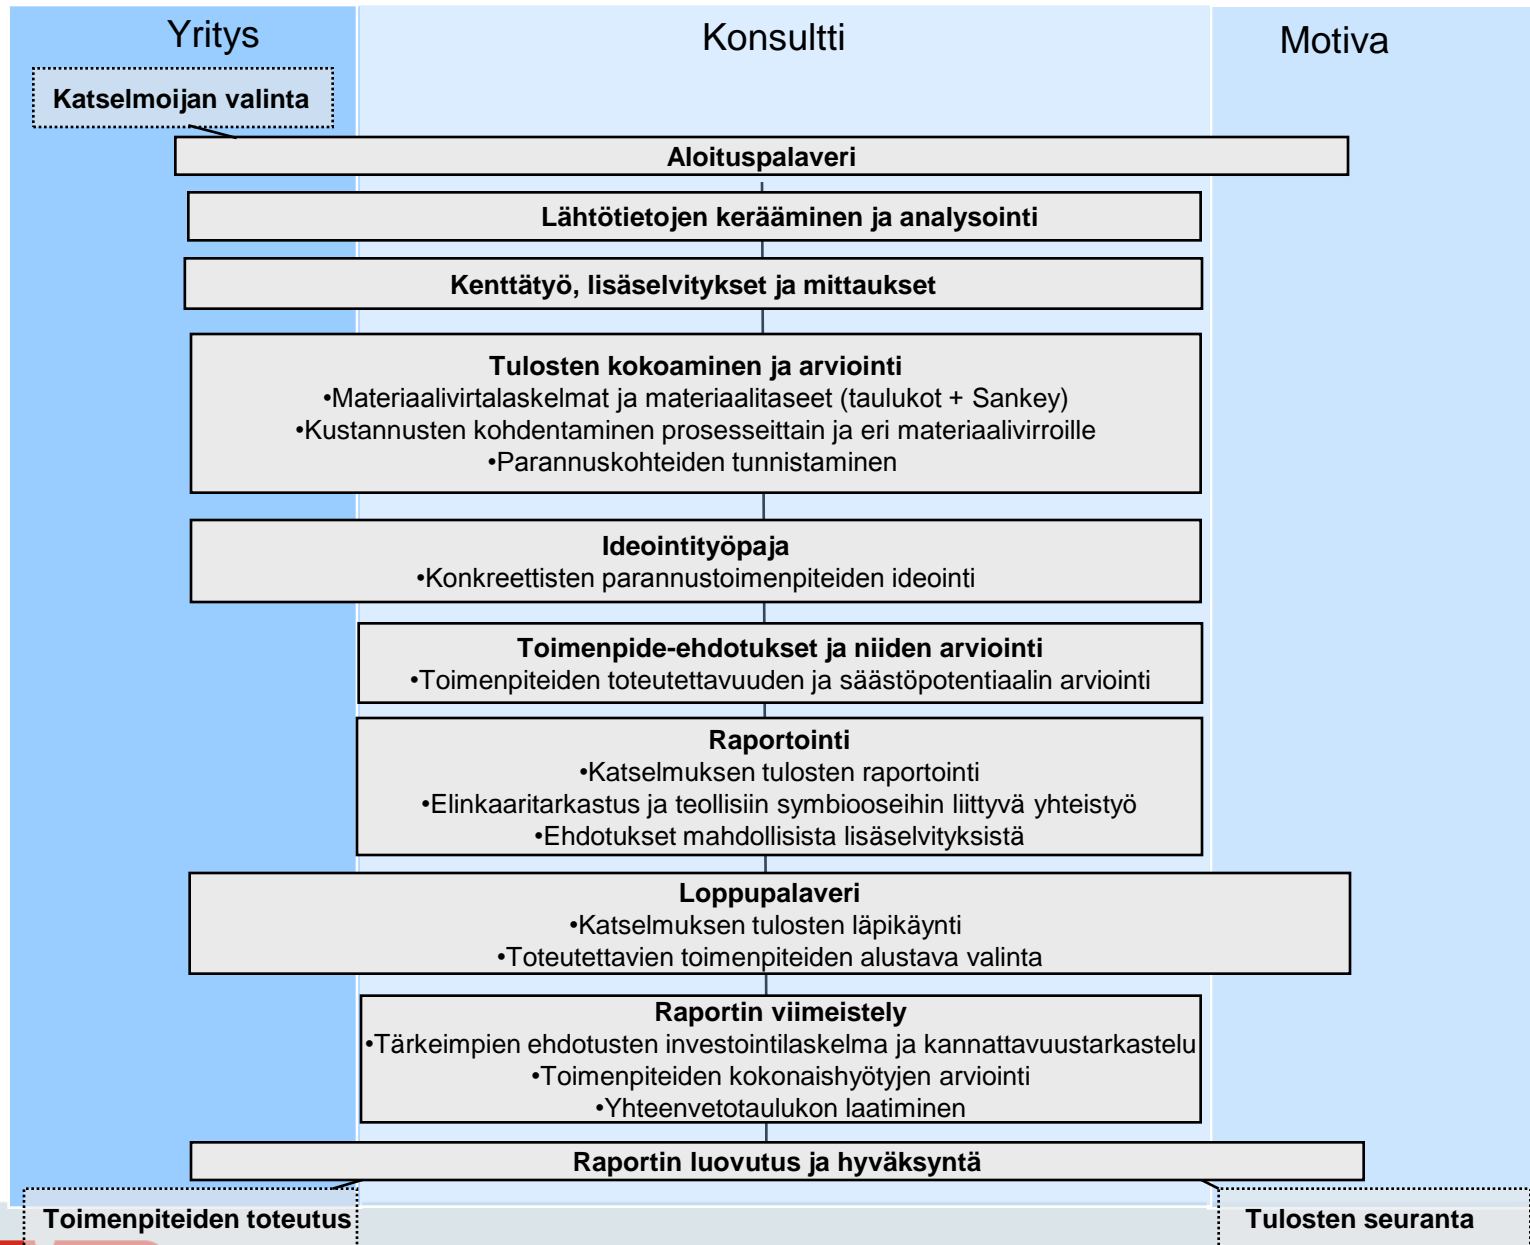 Yritys
Konsultti
Motiva
Katselmoijan valinta
Aloituspalaveri
Lähtötietojen kerääminen ja analysointi
Kenttätyö, lisäselvitykset ja mittaukset
Tulosten kokoaminen ja arviointi
•Materiaalivirtalaskelmat ja materiaalitaseet (taulukot + Sankey)
•Kustannusten kohdentaminen prosesseittain ja eri materiaalivirroille
•Parannuskohteiden tunnistaminen
Ideointityöpaja
•Konkreettisten parannustoimenpiteiden ideointi
Toimenpide-ehdotukset ja niiden arviointi
•Toimenpiteiden toteutettavuuden ja säästöpotentiaalin arviointi
Raportointi
•Katselmuksen tulosten raportointi
•Elinkaaritarkastus ja teollisiin symbiooseihin liittyvä yhteistyö
•Ehdotukset mahdollisista lisäselvityksistä
Loppupalaveri
•Katselmuksen tulosten läpikäynti
•Toteutettavien toimenpiteiden alustava valinta
Raportin viimeistely
•Tärkeimpien ehdotusten investointilaskelma ja kannattavuustarkastelu
•Toimenpiteiden kokonaishyötyjen arviointi
•Yhteenvetotaulukon laatiminen
Raportin luovutus ja hyväksyntä
Toimenpiteiden toteutus
Tulosten seuranta